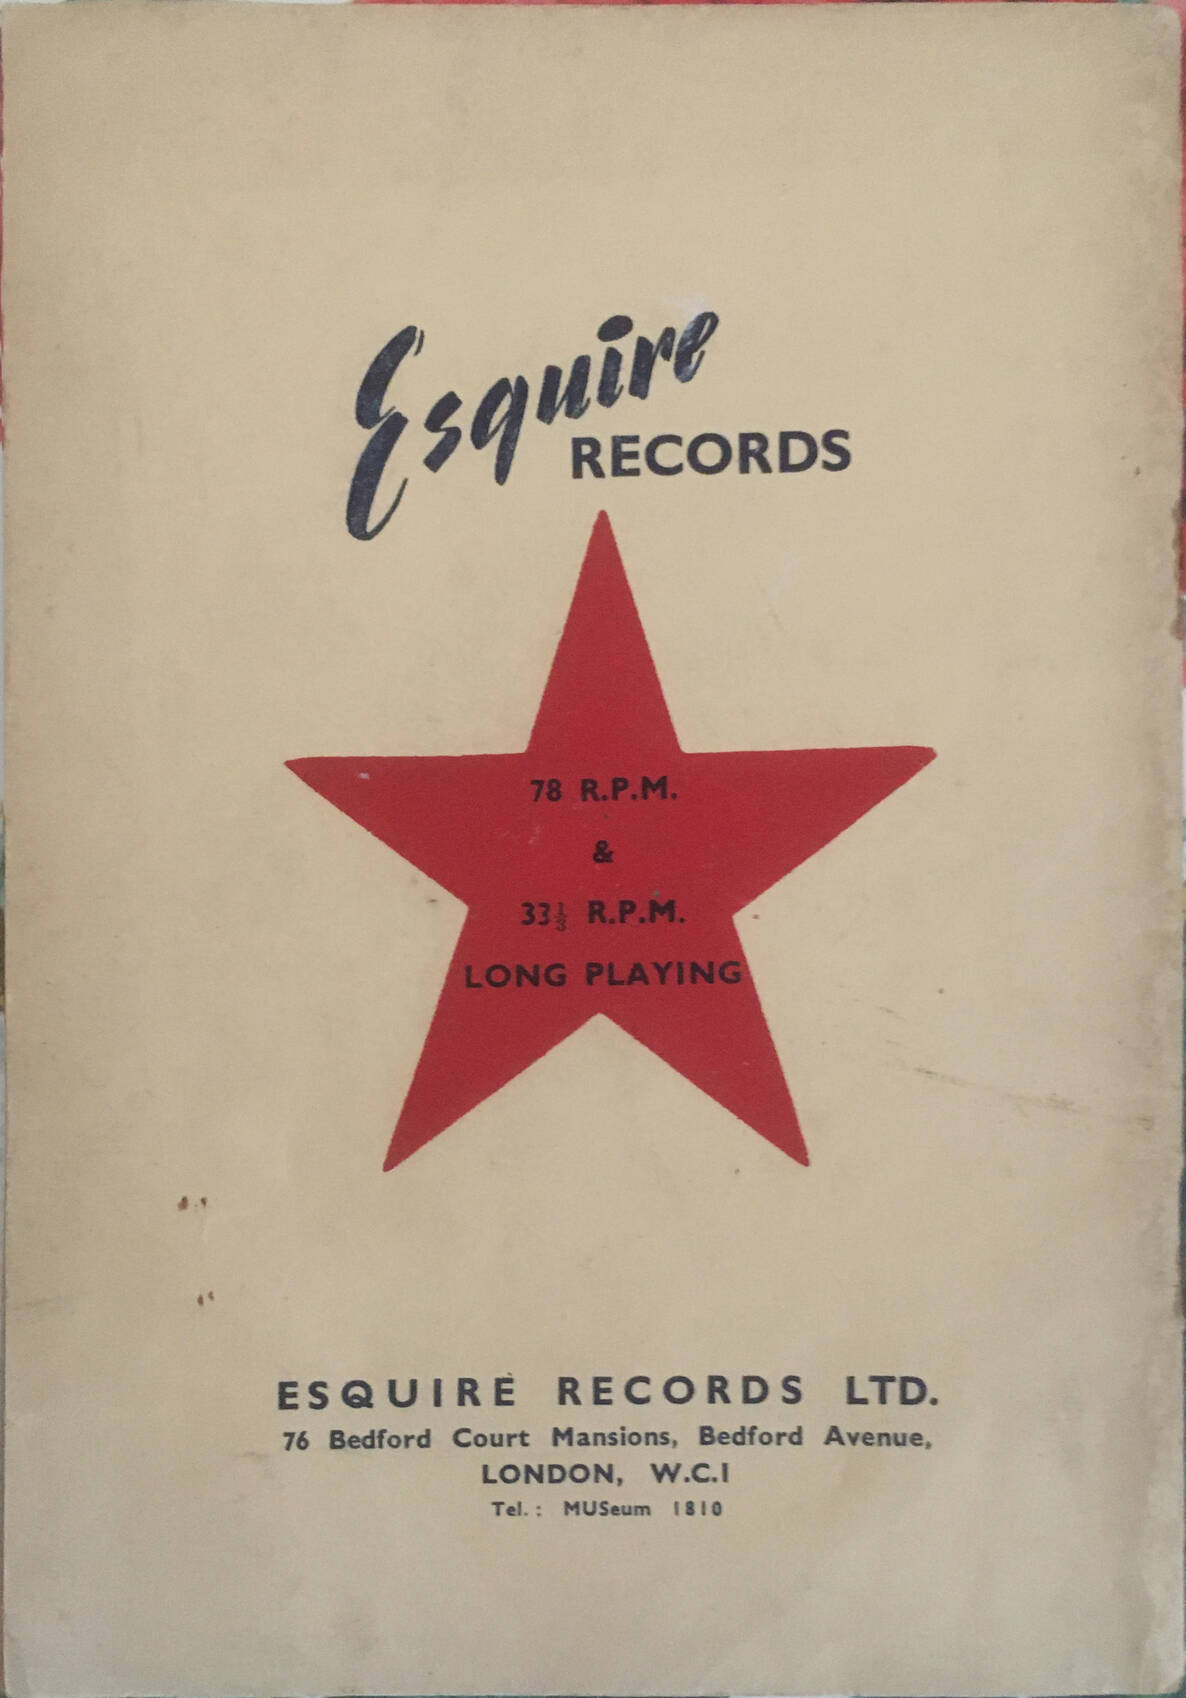 Esquire
RECORDS
78 R.P.M.
&
33⅓ R.P.M.
LONG PLAYING
ESQUIRE RECORDS LTD.
76 Bedford Court Mansions, Bedford Avenue,
LONDON, W.C.1
Tel. : MUSeum 1810